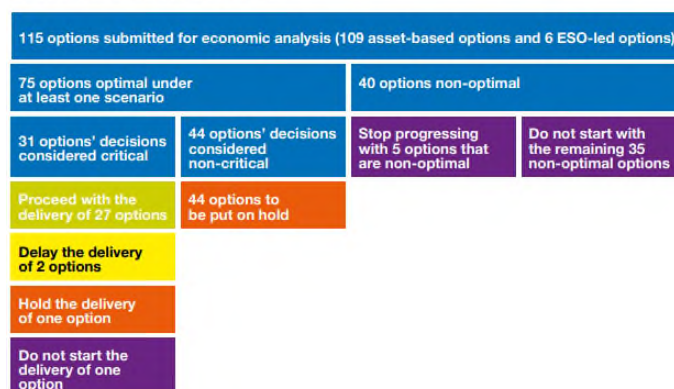 115 options submitted for economic analysis (109 asset-based options and 6 ESO-led options)
75 options optimal under
at least one scenario
40 options non-optimal
31 options' decisions
considered critical
44 options' decisions
considered
non-critical
Stop progressing
with 5 options that
are non-optimal
Do not start with
the remaining 35
non-optimal options
Proceed with the
delivery of 27 options
44 options to
be put on hold
Delay the delivery
of 2 options
Hold the delivery
of one option
Do not start the
delivery of one
option